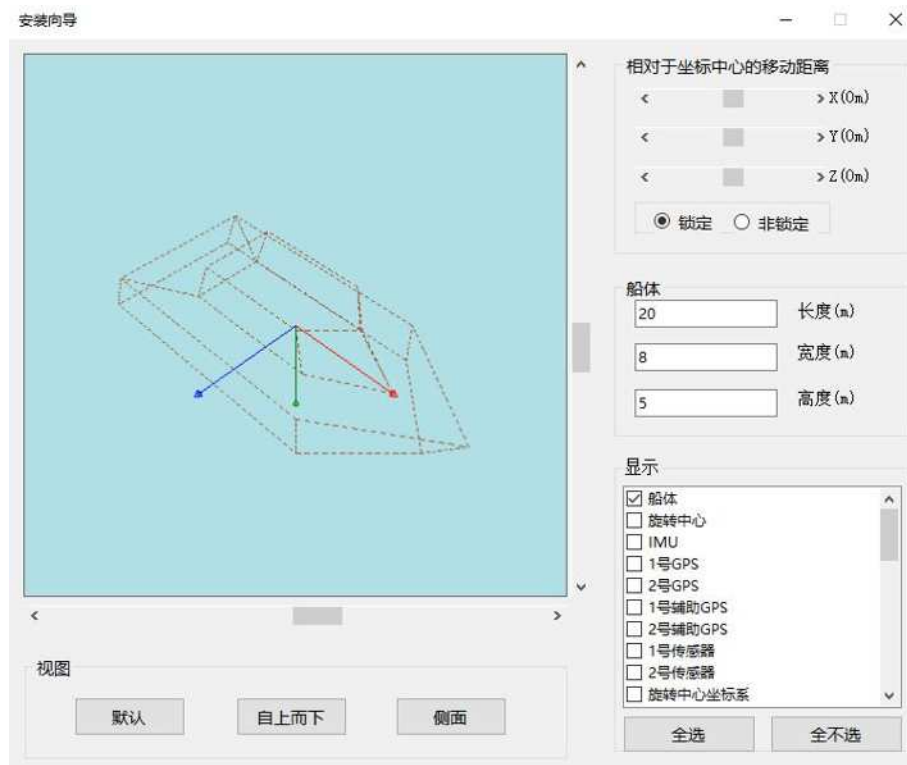 安装向导
相对于坐标中心的移动距离
X(0m)
Y(0m)
Z(0m)
锁定 非锁定
船体
20 长度(m)
8 宽度(m)
5 高度(m)
显示
船体
旋转中心
IMU
1号GPS
2号GPS
1号辅助GPS
2号辅助GPS
1号传感器
2号传感器
旋转中心坐标系
全选 全不选
视图
默认 自上而下 侧面